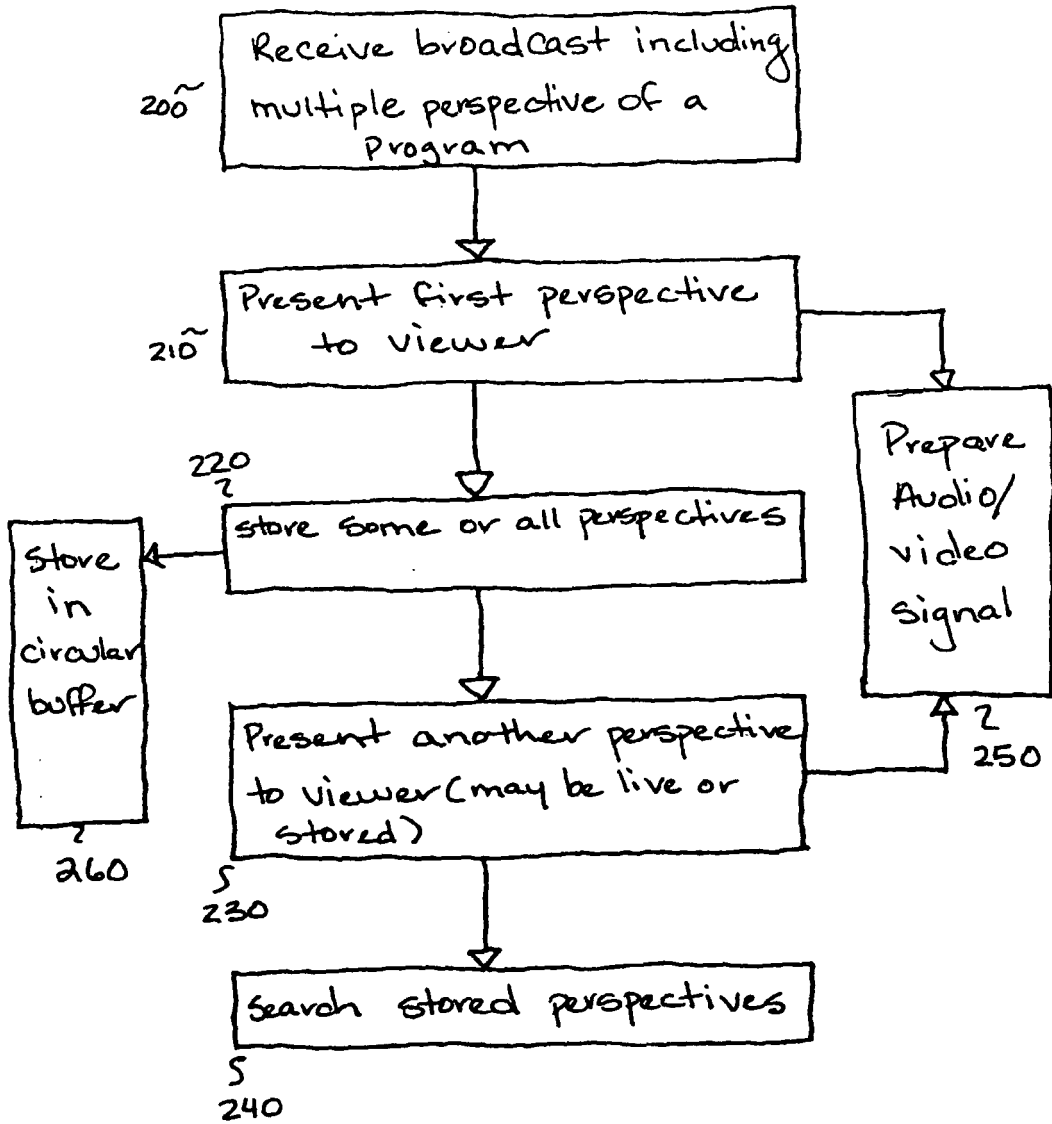 Receive broadcast including
multiple perspective of a
Program
200
Present first perspective
to viewer
210
220
store some or all perspectives
Store
in
circular
buffer
260
Prepare
Audio/
video
signal
250
Present another perspective
to viewer (may be live or
stored)
230
Search stored perspectives
240